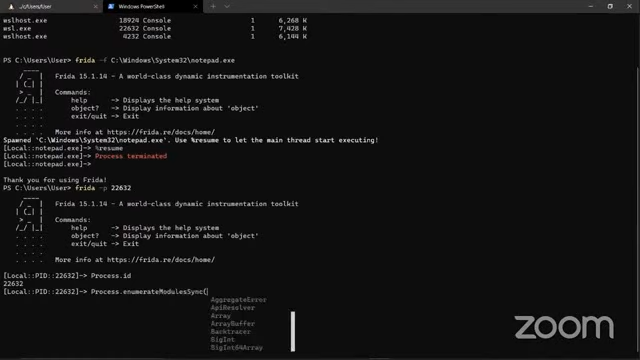 ../c/Users/User
Windows PowerShell
wslhost.exe 18924 Console 1 6,268 K
wsl.exe 22632 Console 1 7,428 K
wslhost.exe 4232 Console 1 6,144 K
PS C:\Users\User> frida -f C:\Windows\System32\notepad.exe
____
/ _ | Frida 15.1.14 - A world-class dynamic instrumentation toolkit
| (_| |
> _ | Commands:
/_/ |_| help -> Displays the help system
. . . . object? -> Display information about 'object'
. . . . exit/quit -> Exit
. . . .
. . . . More info at https://frida.re/docs/home/
Spawned `C:\Windows\System32\notepad.exe`. Use %resume to let the main thread start executing!
[Local::notepad.exe]-> %resume
[Local::notepad.exe]-> Process terminated
[Local::notepad.exe]->
Thank you for using Frida!
PS C:\Users\User> frida -p 22632
____
/ _ | Frida 15.1.14 - A world-class dynamic instrumentation toolkit
| (_| |
> _ | Commands:
/_/ |_| help -> Displays the help system
. . . . object? -> Display information about 'object'
. . . . exit/quit -> Exit
. . . .
. . . . More info at https://frida.re/docs/home/
[Local::PID::22632]-> Process.id
22632
[Local::PID::22632]-> Process.enumerateModulesSync(
AggregateError
ApiResolver
Array
ArrayBuffer
Backtracer
BigInt
BigInt64Array
zoom